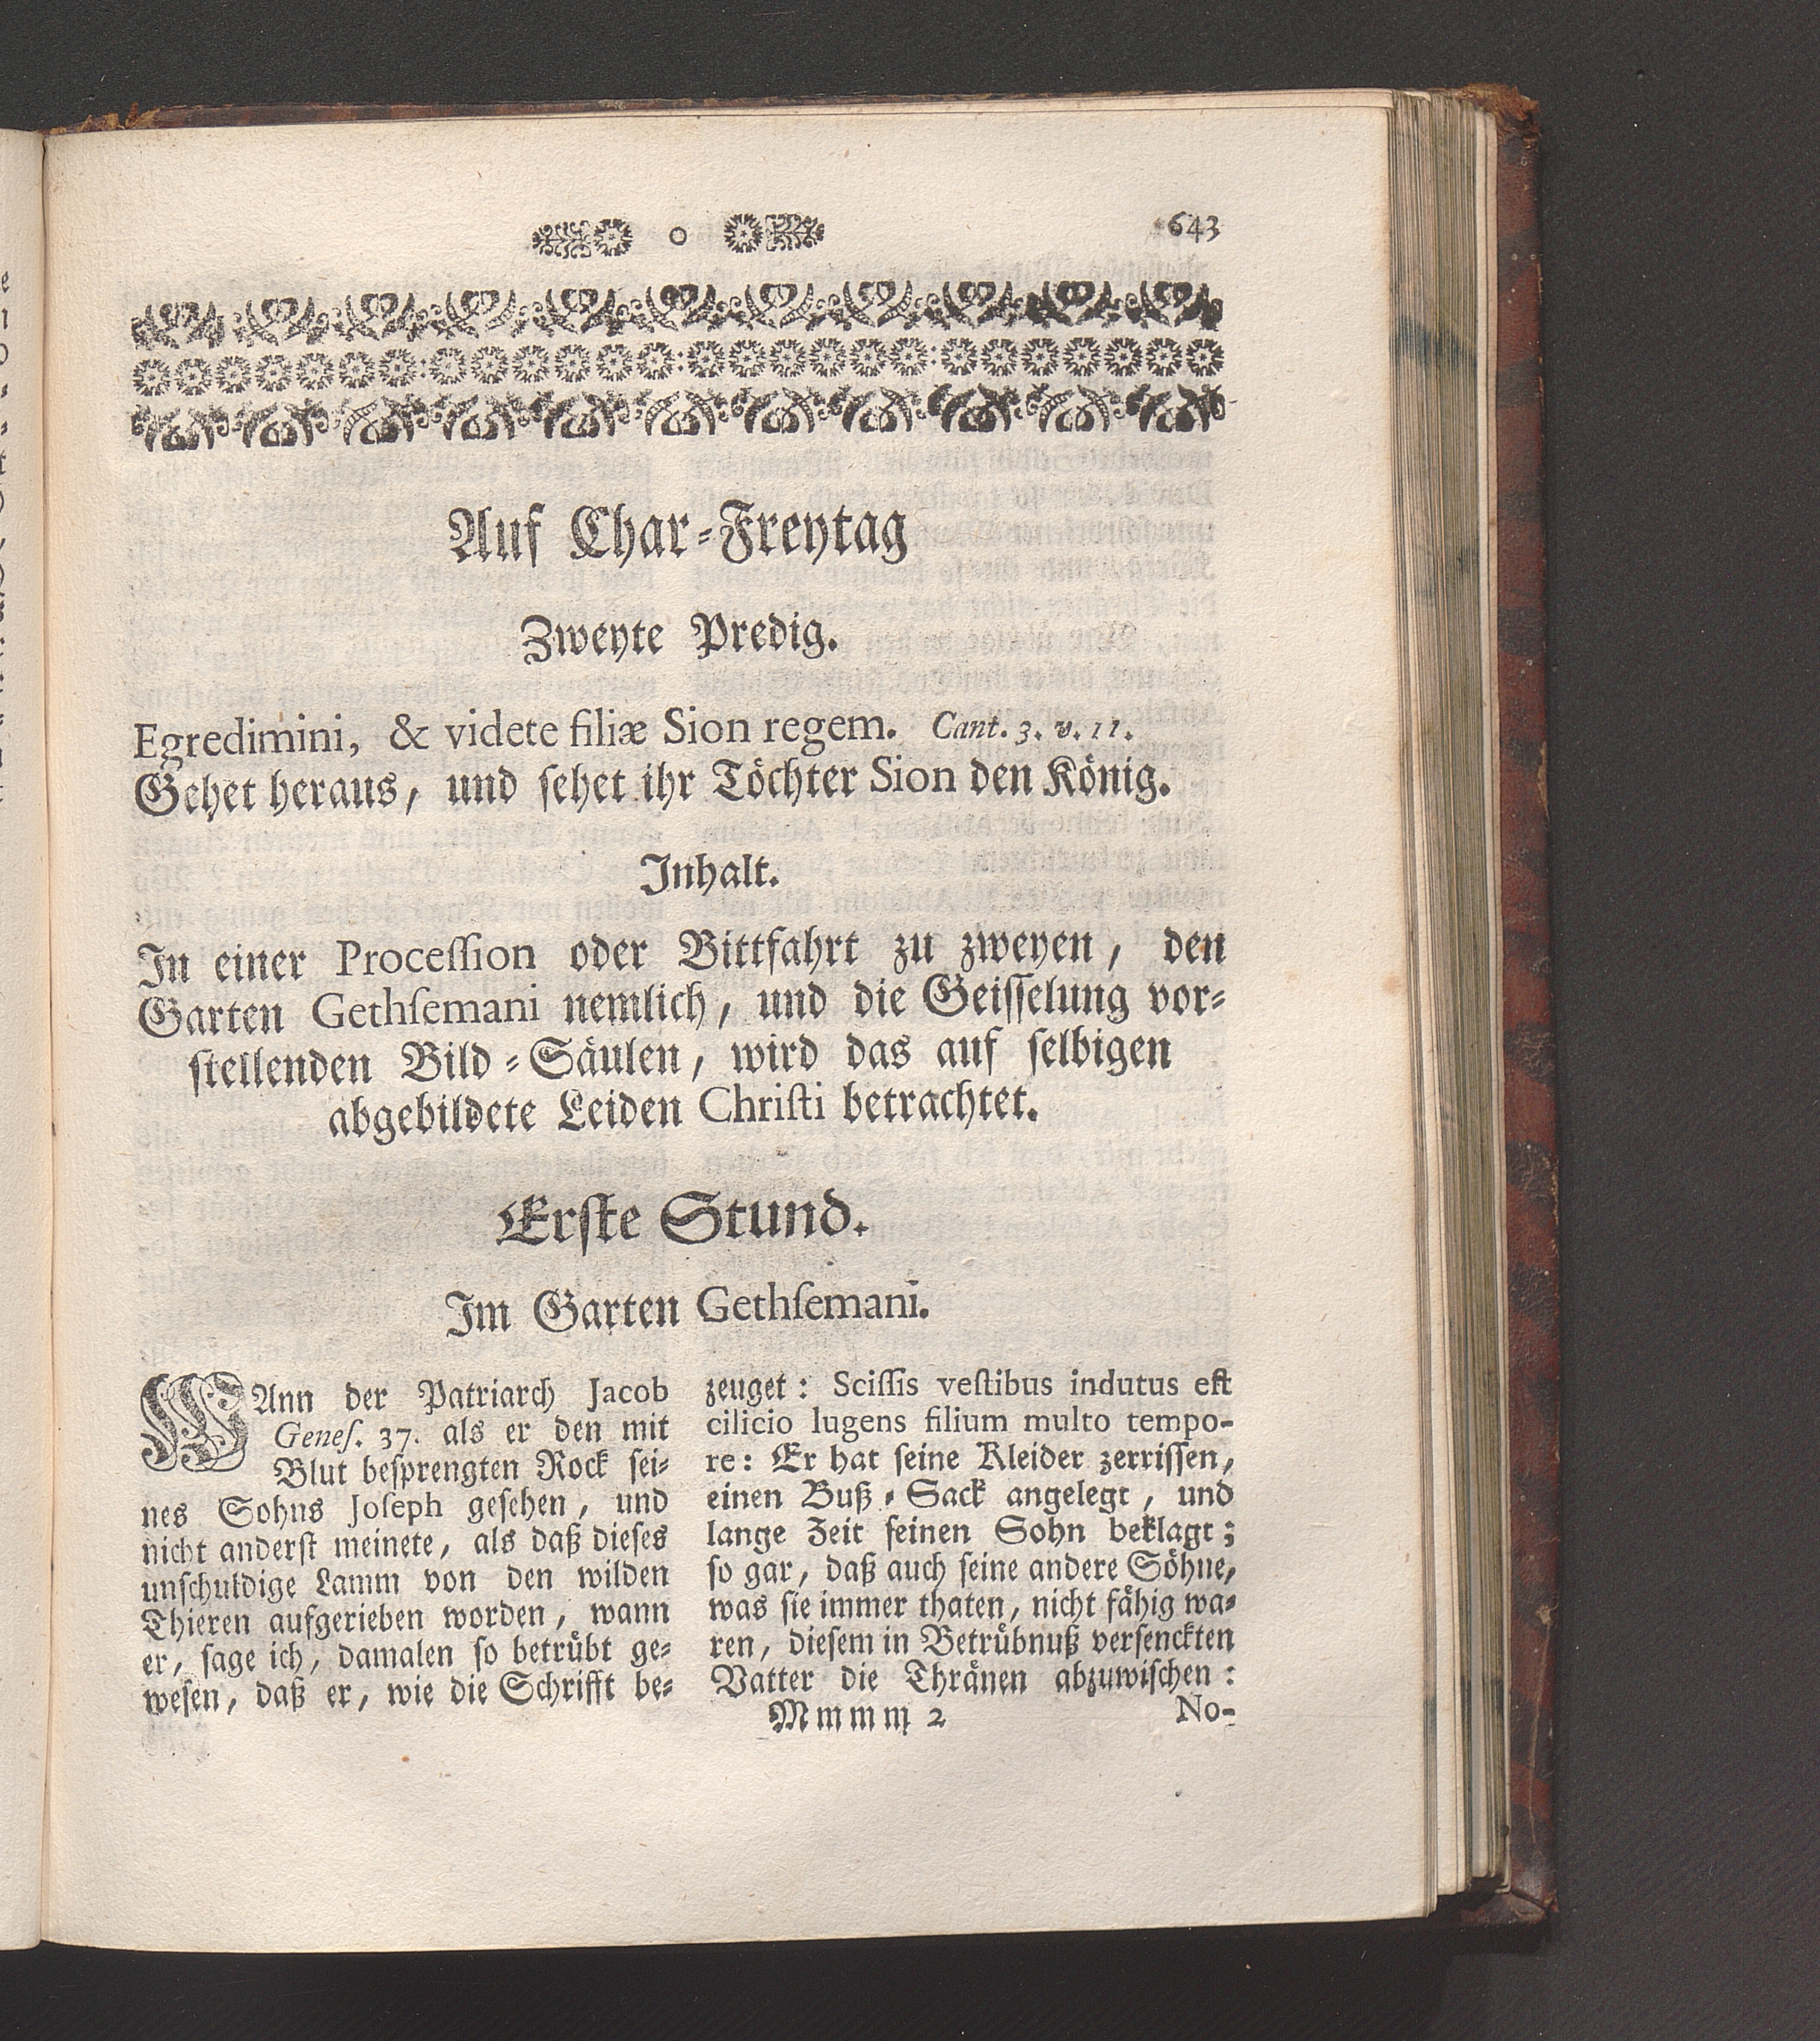 o 643
Auf Char-Freytag
Zweyte Predig.
Egredimini, & videte filiæ Sion regem. Cant. 3. v. 11.
Gehet heraus, und sehet ihr Töchter Sion den König.
Inhalt.
In einer Procession oder Bittfahrt zu zweyen, den
Garten Gethsemani nemlich, und die Geisselung vor-
stellenden Bild-Säulen, wird das auf selbigen
abgebildete Leiden Christi betrachtet.
Erste Stund.
Im Garten Gethsemani.
WAnn der Patriarch Jacob
Genes. 37. als er den mit
Blut besprengten Rock sei-
nes Sohns Joseph gesehen, und
nicht anderst meinete, als daß dieses
unschuldige Lamm von den wilden
Thieren aufgerieben worden, wann
er, sage ich, damalen so betrübt ge-
wesen, daß er, wie die Schrifft be-
zeuget: Scissis vestibus indutus est
cilicio lugens filium multo tempo-
re: Er hat seine Kleider zerrissen,
einen Buß-Sack angelegt, und
lange Zeit seinen Sohn beklagt;
so gar, daß auch seine andere Söhne,
was sie immer thaten, nicht fähig wa-
ren, diesem in Betrübnuß versenckten
Vatter die Thränen abzuwischen:
Mmmm 2 No-